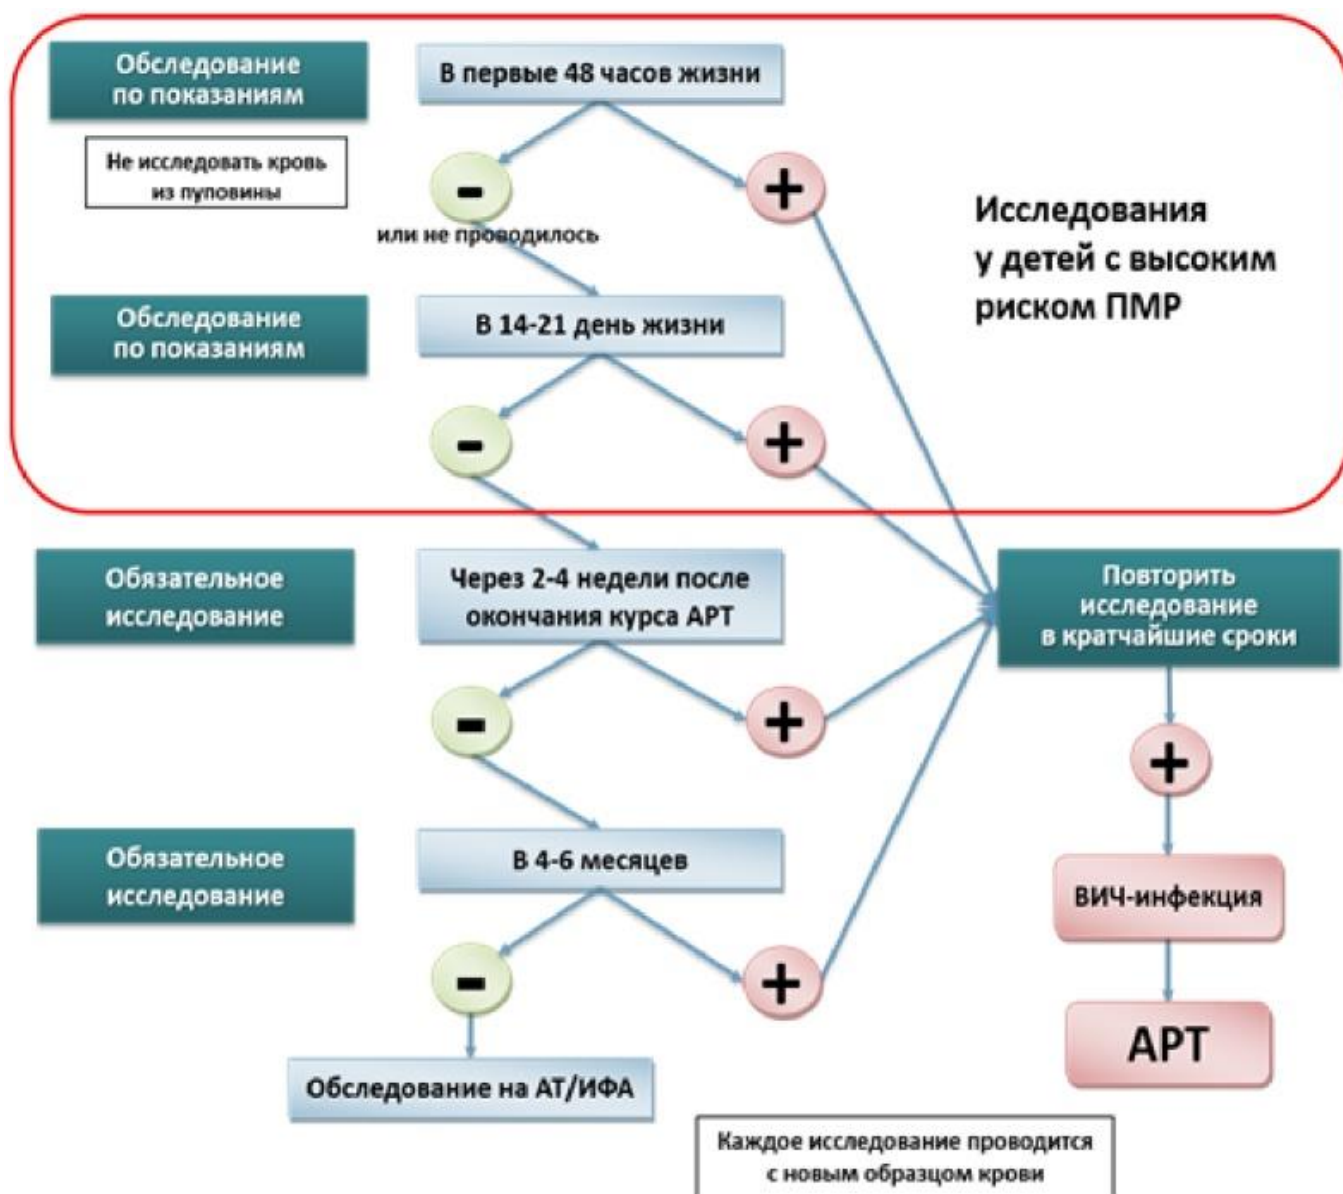 Обследование
по показаниям
В первые 48 часов жизни
Не исследовать кровь
из пуповины
-
+
или не проводилось
Исследования
у детей с высоким
риском ПМР
Обследование
по показаниям
В 14-21 день жизни
-
+
Обязательное
исследование
Через 2-4 недели после
окончания курса АРТ
Повторить
исследование
в кратчайшие сроки
-
+
+
Обязательное
исследование
В 4-6 месяцев
ВИЧ-инфекция
-
+
АРТ
Обследование на АТ/ИФА
Каждое исследование проводится
с новым образцом крови